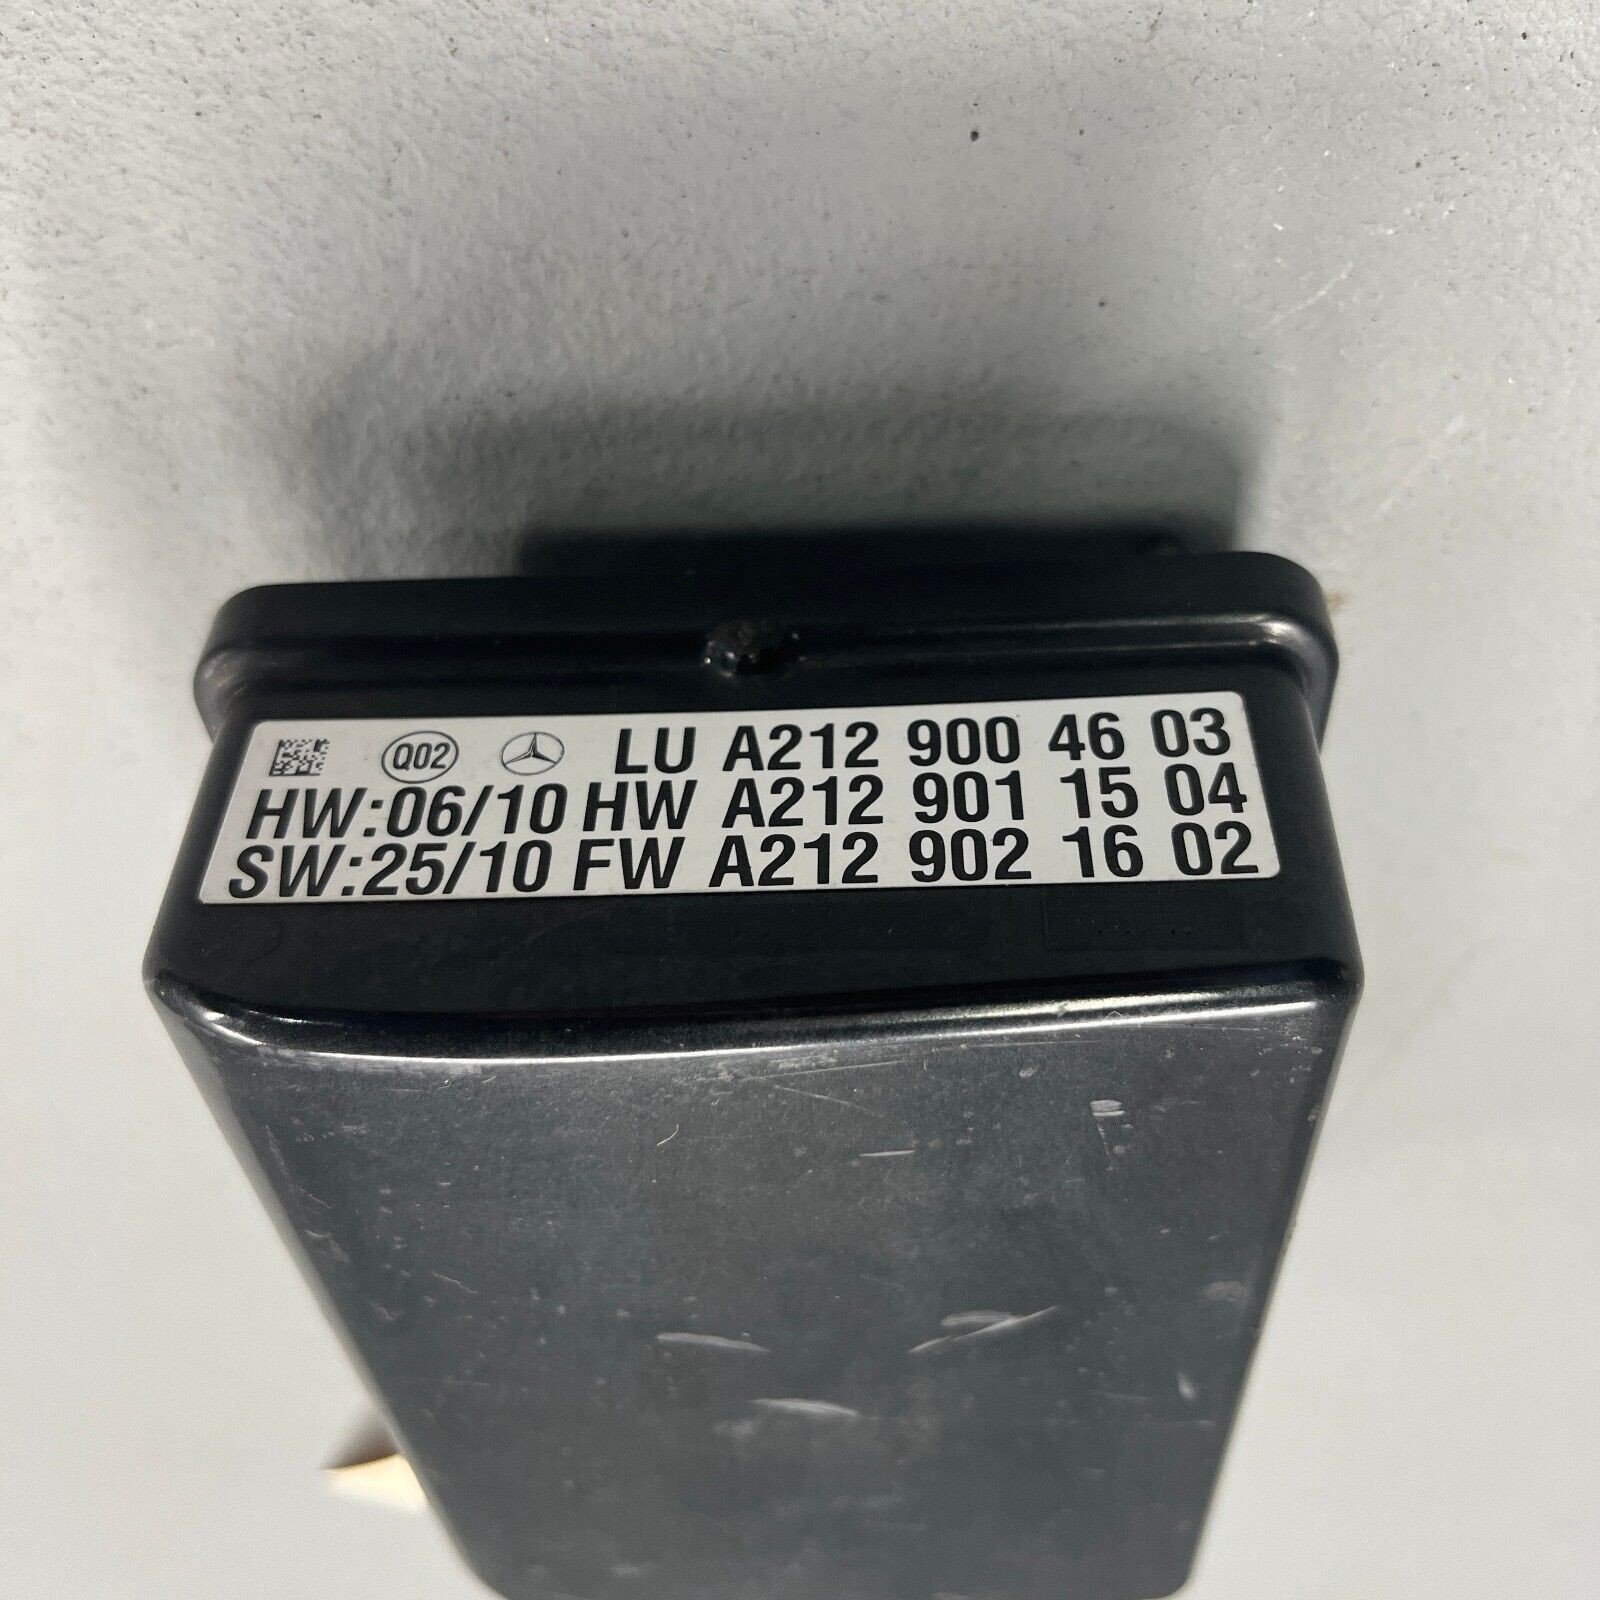 Q02 LU A212 900 46 03
HW:06/10 HW A212 901 15 04
SW:25/10 FW A212 902 16 02